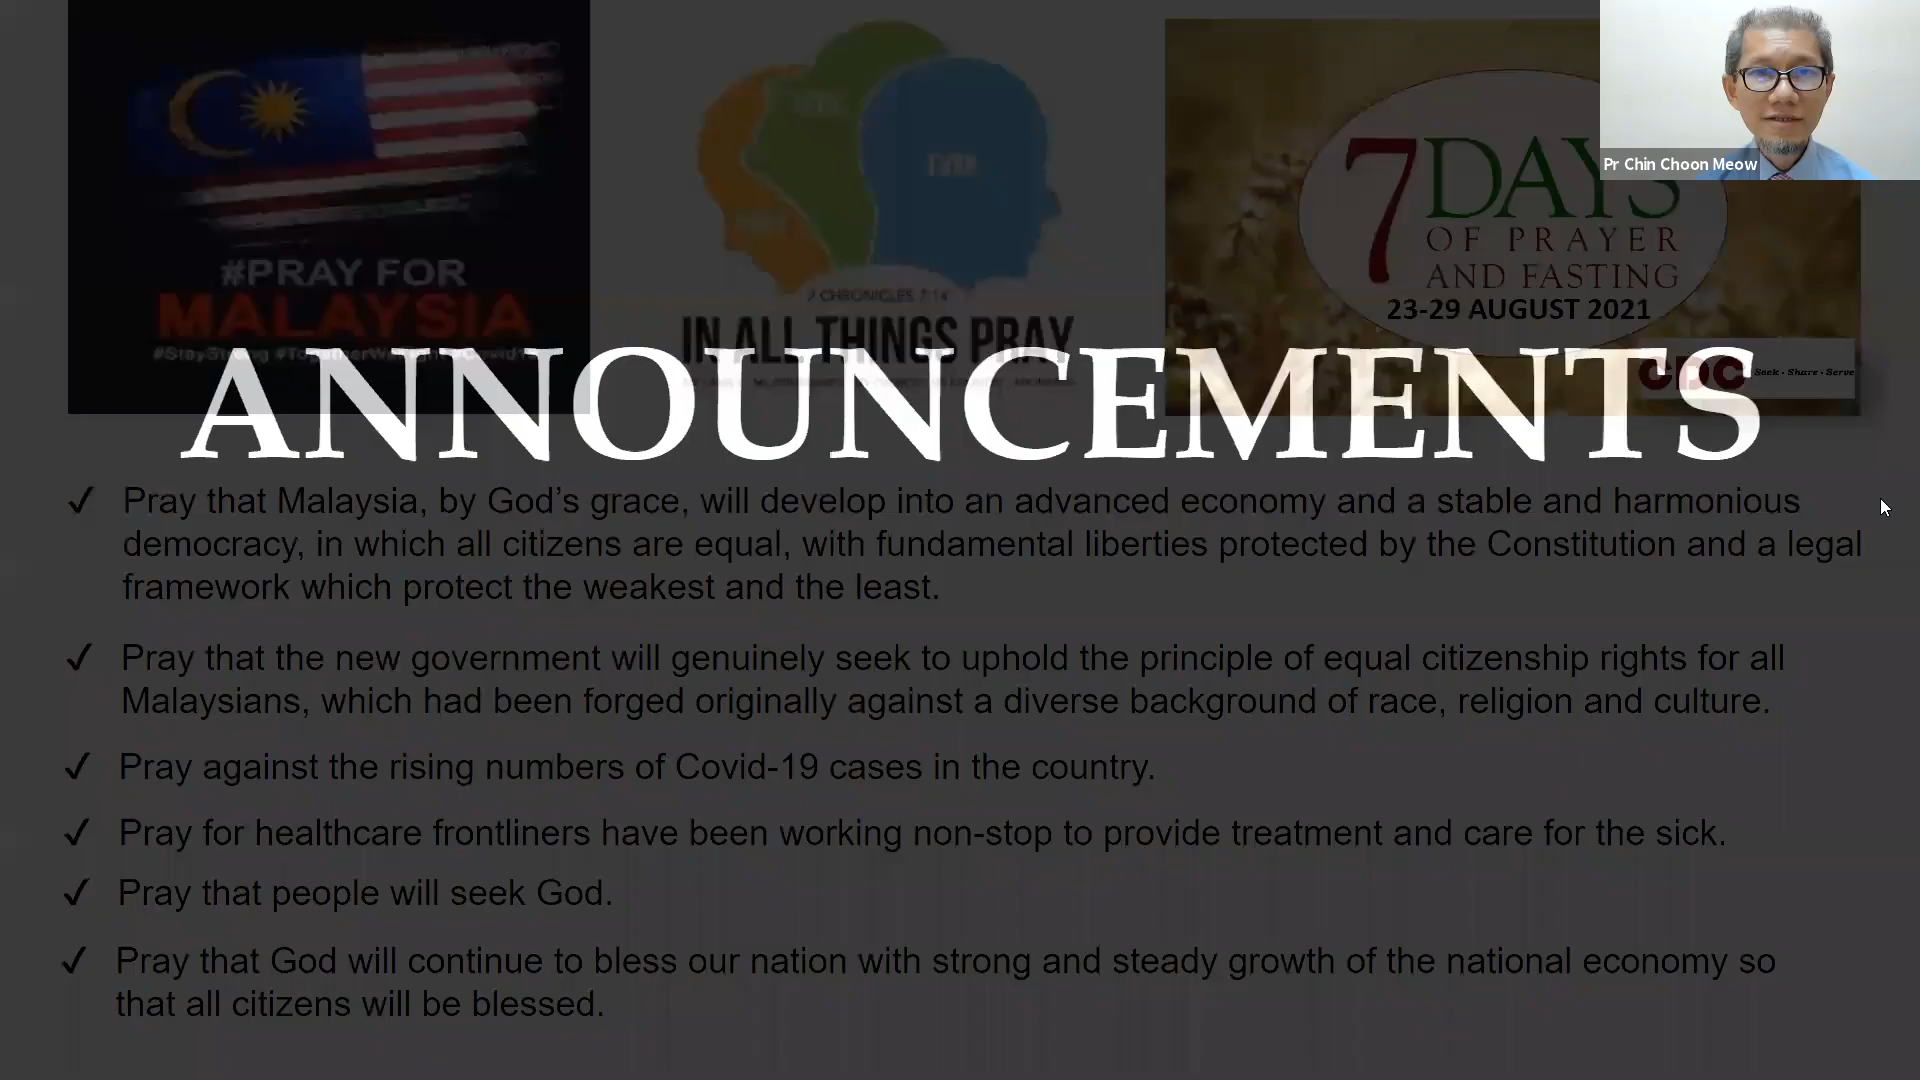 Pr Chin Choon Meow
#PRAY FOR
MALAYSIA
2 CHRONICLES 7:14
IN ALL THINGS PRAY
7 DAYS
OF PRAYER
AND FASTING
23-29 AUGUST 2021
CDC Seek • Share • Serve
ANNOUNCEMENTS
✓ Pray that Malaysia, by God’s grace, will develop into an advanced economy and a stable and harmonious
democracy, in which all citizens are equal, with fundamental liberties protected by the Constitution and a legal
framework which protect the weakest and the least.
✓ Pray that the new government will genuinely seek to uphold the principle of equal citizenship rights for all
Malaysians, which had been forged originally against a diverse background of race, religion and culture.
✓ Pray against the rising numbers of Covid-19 cases in the country.
✓ Pray for healthcare frontliners have been working non-stop to provide treatment and care for the sick.
✓ Pray that people will seek God.
✓ Pray that God will continue to bless our nation with strong and steady growth of the national economy so
that all citizens will be blessed.